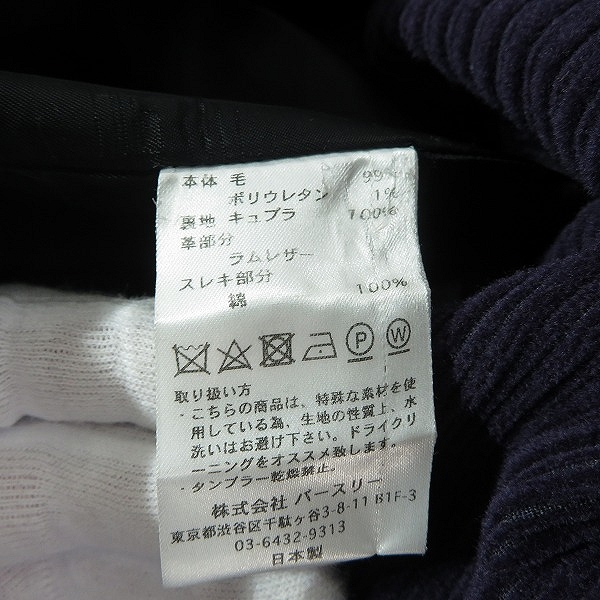 本体 毛 99%
ポリウレタン 1%
裏地 キュプラ 100%
革部分
ラムレザー
スレキ部分
綿 100%
P W
取り扱い方
・こちらの商品は、特殊な素材を使
用している為、生地の性質上、水
洗いはお避け下さい。ドライクリ
ーニングをオススメ致します。
・タンブラー乾燥禁止。
株式会社 パースリー
東京都渋谷区千駄ヶ谷3-8-11 B1F-3
03-6432-9313
日本製